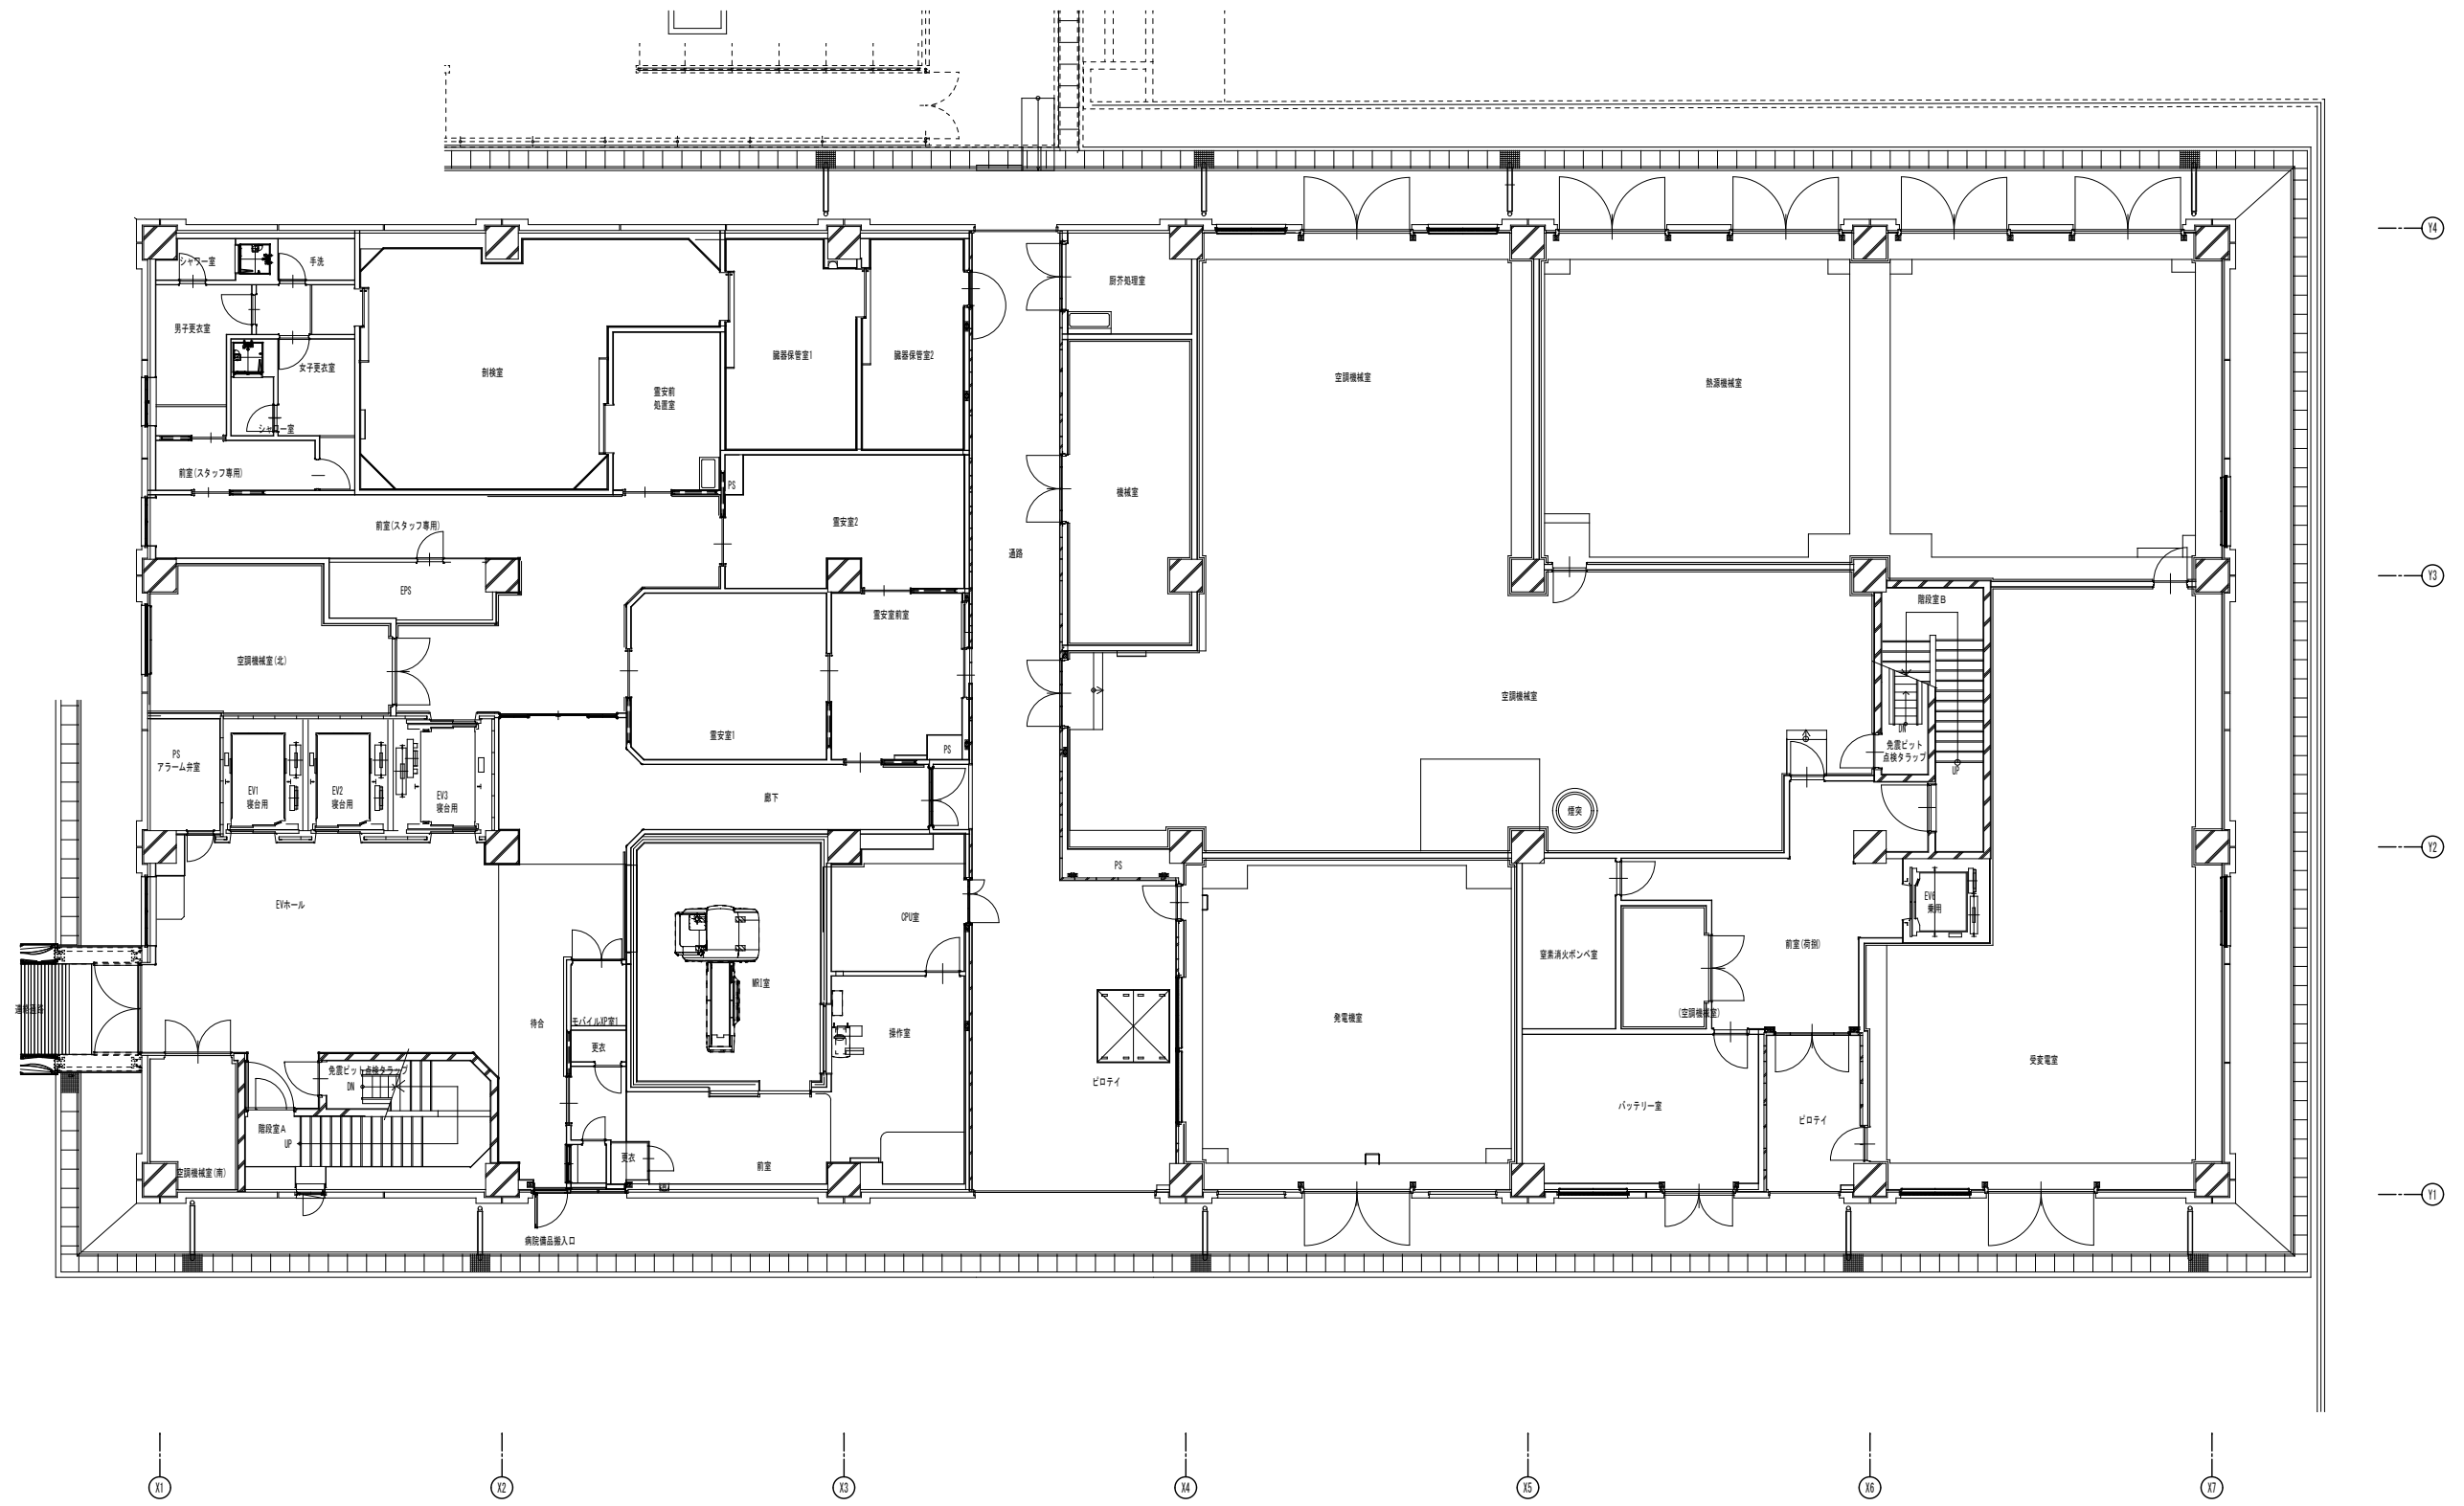 Y4
シャワー室
手洗
男子更衣室
女子更衣室
シャワー室
前室(スタッフ専用)
剖検室
霊安前
処置室
臓器保管室1
臓器保管室2
厨芥処理室
空調機械室
熱源機械室
前室(スタッフ専用)
PS
霊安室2
機械室
通路
EPS
霊安室前室
階段室B
Y3
空調機械室(北)
霊安室1
PS
空調機械室
DN
免震ピット
点検タラップ
UP
PS
アラーム弁室
EV1
寝台用
EV2
寝台用
EV3
寝台用
廊下
煙突
Y2
EVホール
CPU室
PS
EV6
乗用
MRI室
待合
モバイルXP室1
更衣
操作室
発電機室
窒素消火ボンベ室
前室(荷捌)
(空調機械室)
免震ピット点検タラップ
DN
階段室A
UP
ピロテイ
バッテリー室
ピロテイ
受変電室
空調機械室(南)
更衣
前室
Y1
病院備品搬入口
X1
X2
X3
X4
X5
X6
X7